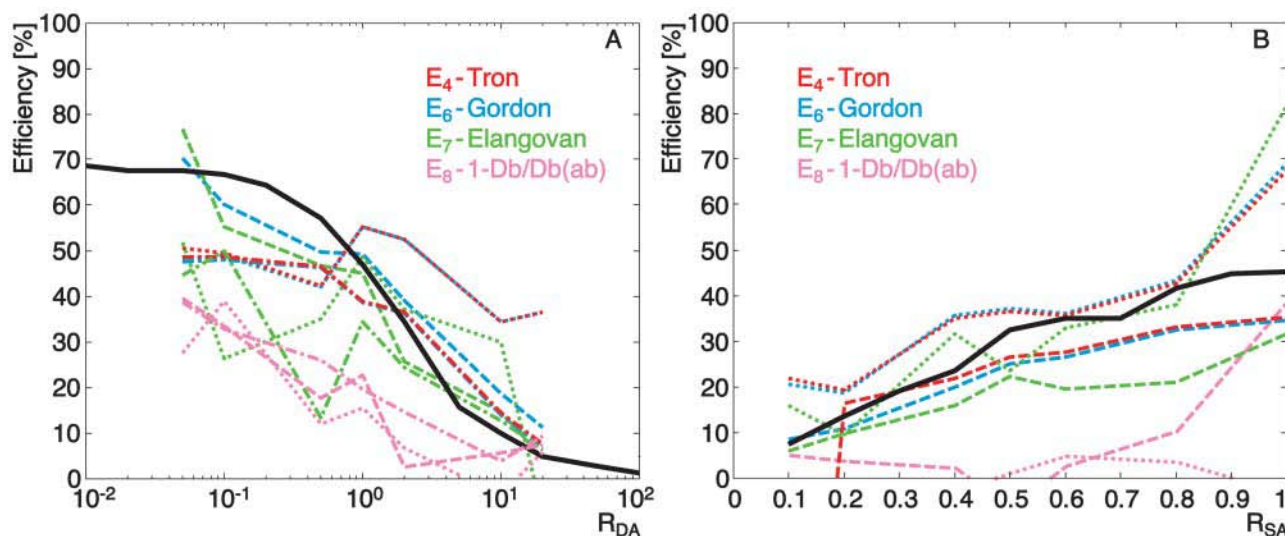 A
Efficiency [%]
100
90
80
70
60
50
40
30
20
10
0
E₄ - Tron
E₆ - Gordon
E₇ - Elangovan
E₈ - 1-Db/Db(ab)
10⁻² 10⁻¹ 10⁰ 10¹ 10²
R_DA
B
Efficiency [%]
100
90
80
70
60
50
40
30
20
10
0
E₄ - Tron
E₆ - Gordon
E₇ - Elangovan
E₈ - 1-Db/Db(ab)
0 0.1 0.2 0.3 0.4 0.5 0.6 0.7 0.8 0.9 1
R_SA